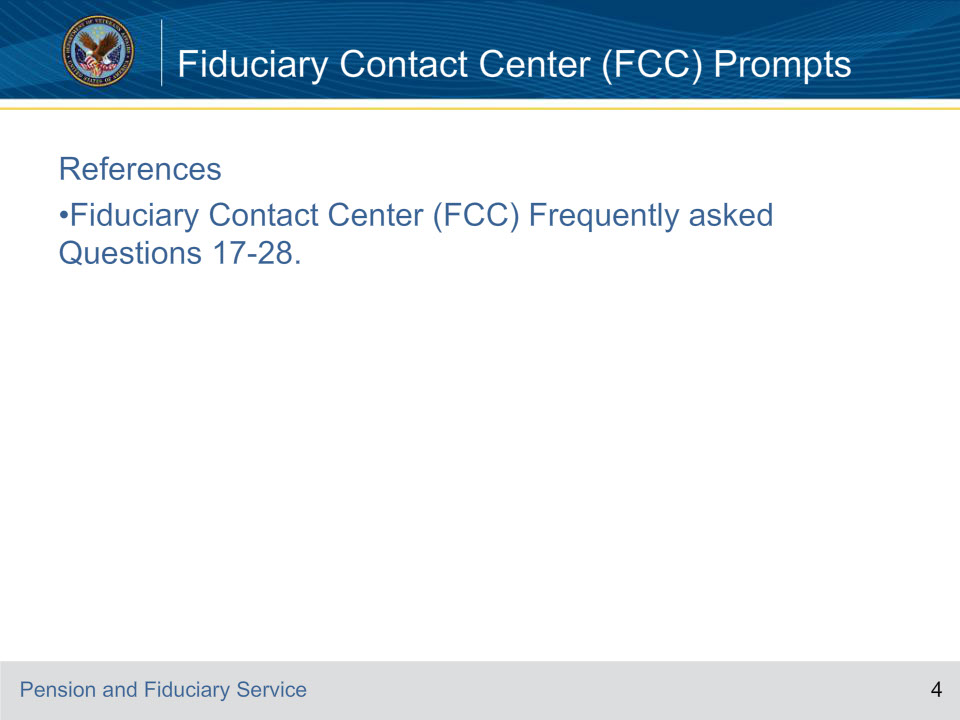 Fiduciary Contact Center (FCC) Prompts
References
•Fiduciary Contact Center (FCC) Frequently asked
Questions 17-28.
Pension and Fiduciary Service
4